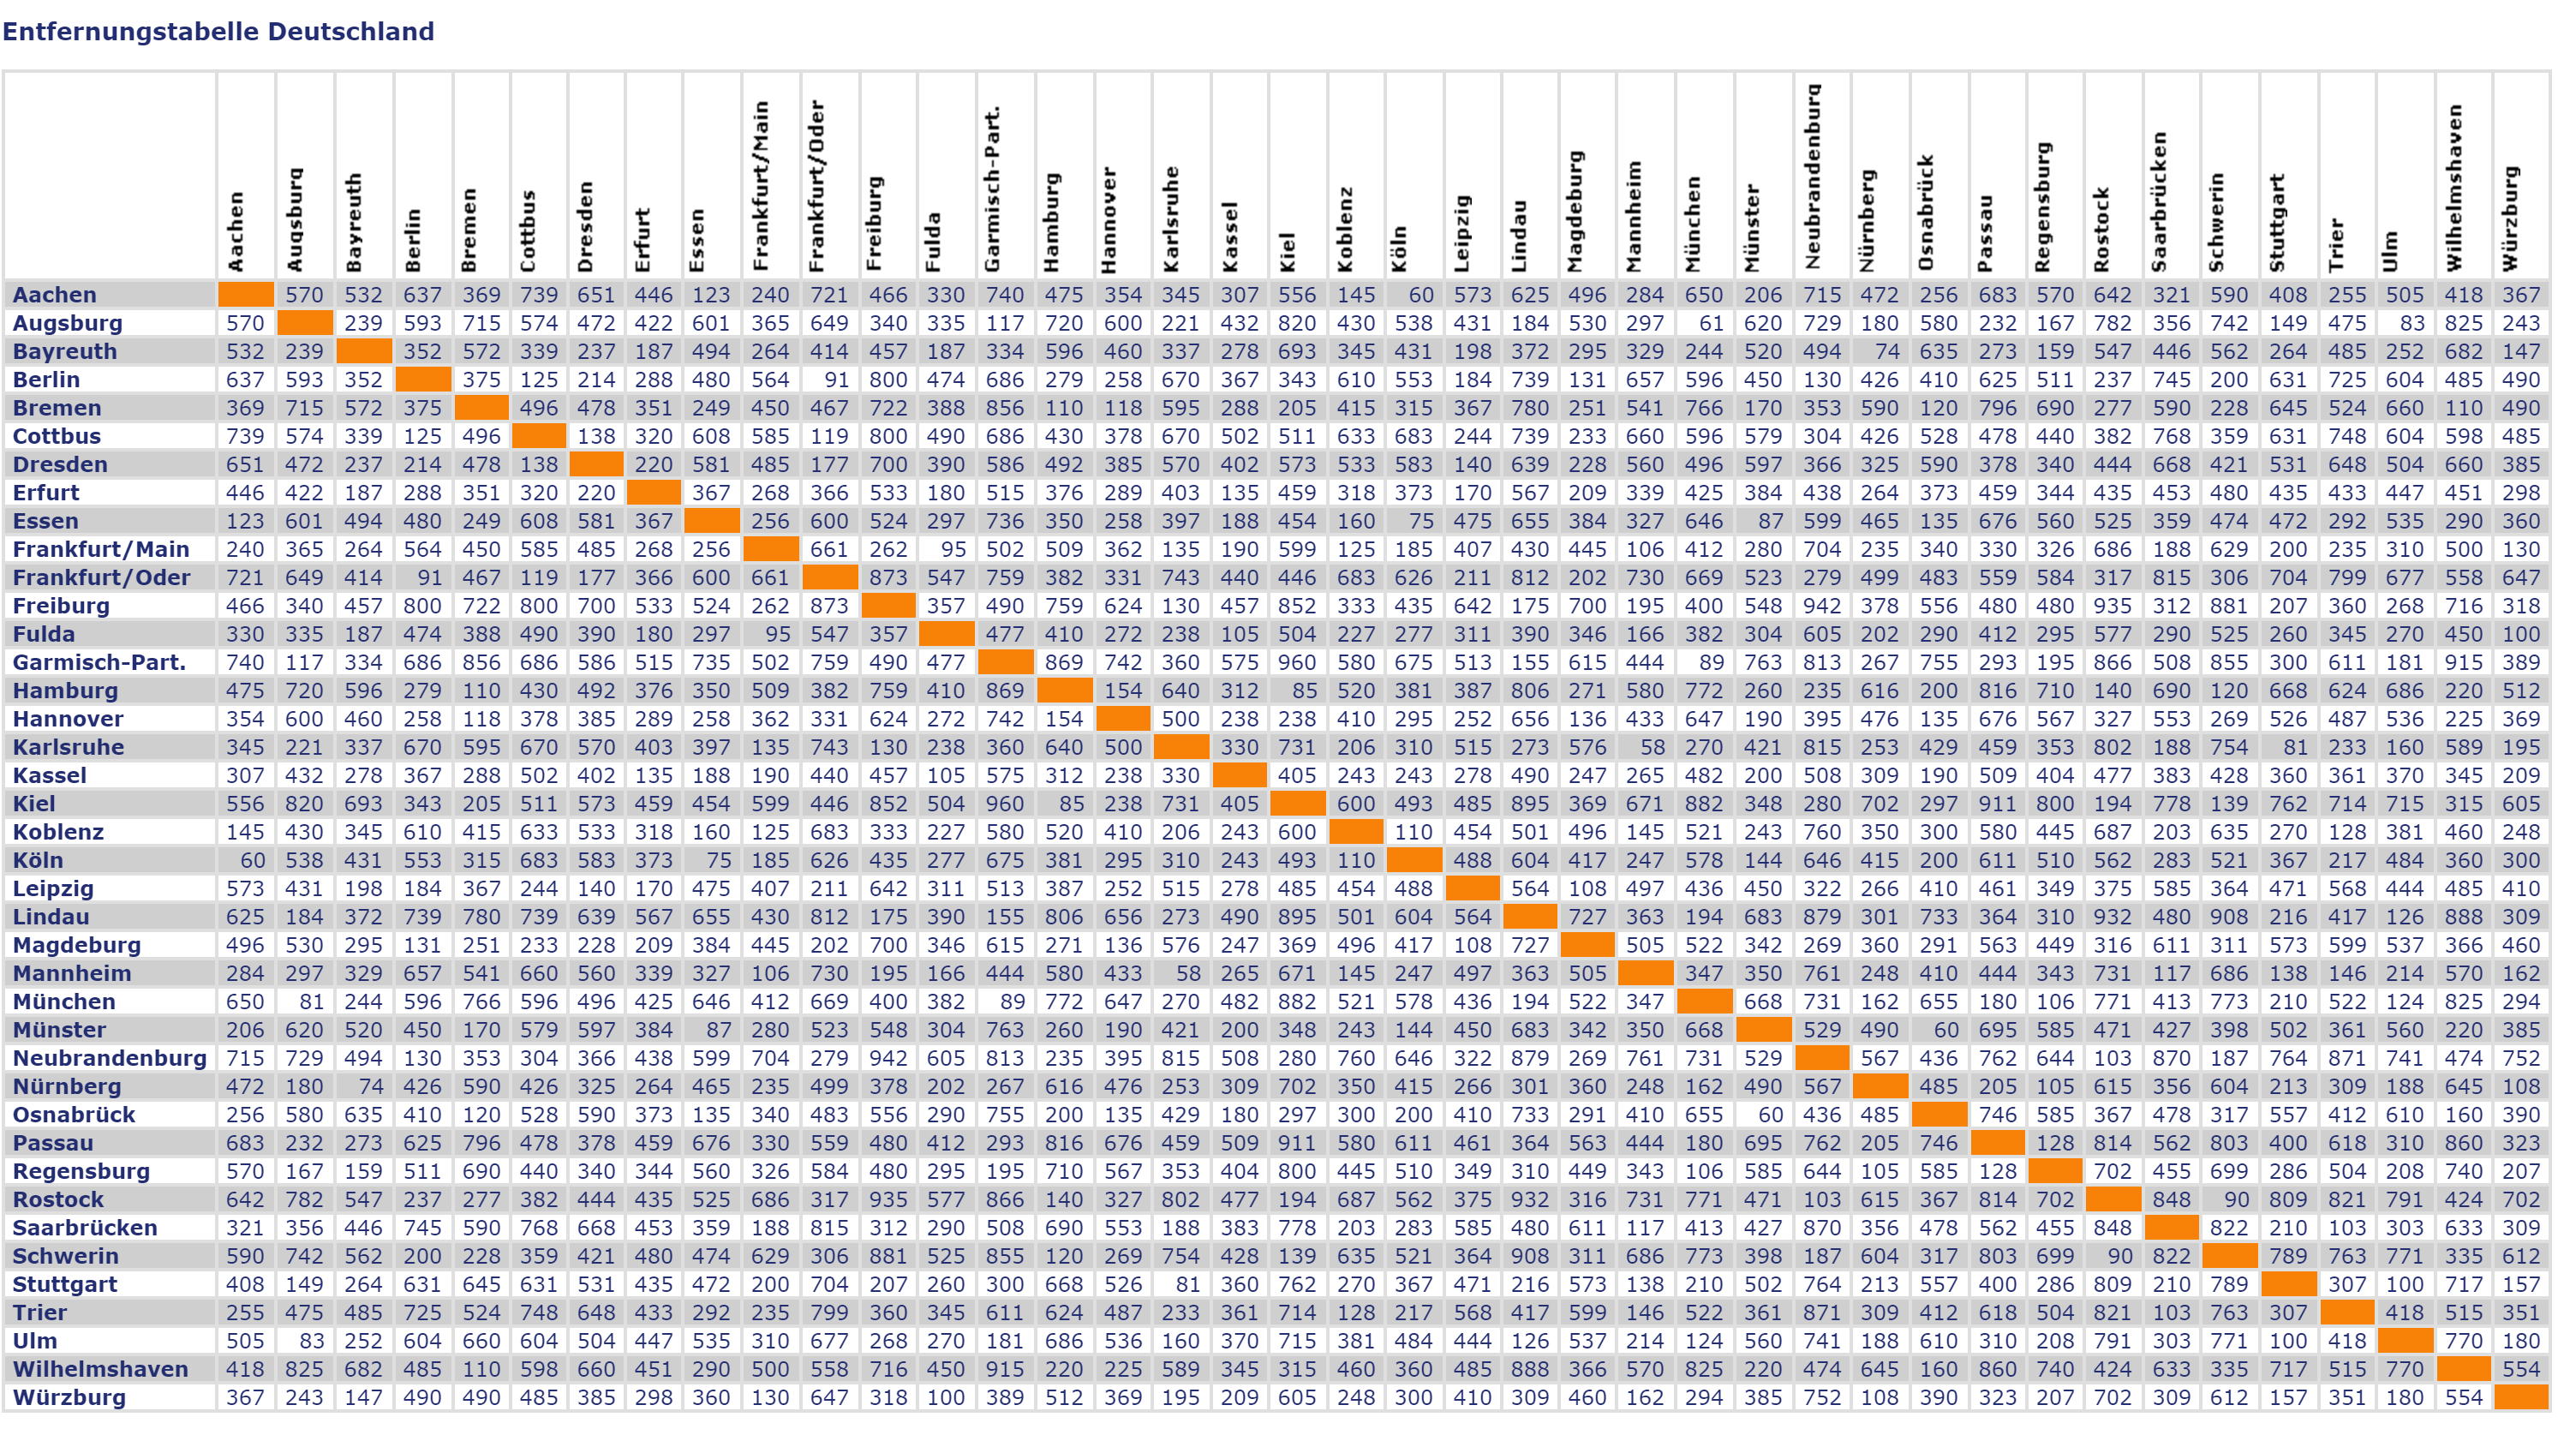 Entfernungstabelle Deutschland
Aachen Augsburg Bayreuth Berlin Bremen Cottbus Dresden Erfurt Essen Frankfurt/Main Frankfurt/Oder Freiburg Fulda Garmisch-Part. Hamburg Hannover Karlsruhe Kassel Kiel Koblenz Köln Leipzig Lindau Magdeburg Mannheim München Münster Neubrandenburg Nürnberg Osnabrück Passau Regensburg Rostock Saarbrücken Schwerin Stuttgart Trier Ulm Wilhelmshaven Würzburg
Aachen 570 532 637 369 739 651 446 123 240 721 466 330 740 475 354 345 307 556 145 60 573 625 496 284 650 206 715 472 256 683 570 642 321 590 408 255 505 418 367
Augsburg 570 239 593 715 574 472 422 601 365 649 340 335 117 720 600 221 432 820 430 538 431 184 530 297 61 620 729 180 580 232 167 782 356 742 149 475 83 825 243
Bayreuth 532 239 352 572 339 237 187 494 264 414 457 187 334 596 460 337 278 693 345 431 198 372 295 329 244 520 494 74 635 273 159 547 446 562 264 485 252 682 147
Berlin 637 593 352 375 125 214 288 480 564 91 800 474 686 279 258 670 367 343 610 553 184 739 131 657 596 450 130 426 410 625 511 237 745 200 631 725 604 485 490
Bremen 369 715 572 375 496 478 351 249 450 467 722 388 856 110 118 595 288 205 415 315 367 780 251 541 766 170 353 590 120 796 690 277 590 228 645 524 660 110 490
Cottbus 739 574 339 125 496 138 320 608 585 119 800 490 686 430 378 670 502 511 633 683 244 739 233 660 596 579 304 426 528 478 440 382 768 359 631 748 604 598 485
Dresden 651 472 237 214 478 138 220 581 485 177 700 390 586 492 385 570 402 573 533 583 140 639 228 560 496 597 366 325 590 378 340 444 668 421 531 648 504 660 385
Erfurt 446 422 187 288 351 320 220 367 268 366 533 180 515 376 289 403 135 459 318 373 170 567 209 339 425 384 438 264 373 459 344 435 453 480 435 433 447 451 298
Essen 123 601 494 480 249 608 581 367 256 600 524 297 736 350 258 397 188 454 160 75 475 655 384 327 646 87 599 465 135 676 560 525 359 474 472 292 535 290 360
Frankfurt/Main 240 365 264 564 450 585 485 268 256 661 262 95 502 509 362 135 190 599 125 185 407 430 445 106 412 280 704 235 340 330 326 686 188 629 200 235 310 500 130
Frankfurt/Oder 721 649 414 91 467 119 177 366 600 661 873 547 759 382 331 743 440 446 683 626 211 812 202 730 669 523 279 499 483 559 584 317 815 306 704 799 677 558 647
Freiburg 466 340 457 800 722 800 700 533 524 262 873 357 490 759 624 130 457 852 333 435 642 175 700 195 400 548 942 378 556 480 480 935 312 881 207 360 268 716 318
Fulda 330 335 187 474 388 490 390 180 297 95 547 357 477 410 272 238 105 504 227 277 311 390 346 166 382 304 605 202 290 412 295 577 290 525 260 345 270 450 100
Garmisch-Part. 740 117 334 686 856 686 586 515 735 502 759 490 477 869 742 360 575 960 580 675 513 155 615 444 89 763 813 267 755 293 195 866 508 855 300 611 181 915 389
Hamburg 475 720 596 279 110 430 492 376 350 509 382 759 410 869 154 640 312 85 520 381 387 806 271 580 772 260 235 616 200 816 710 140 690 120 668 624 686 220 512
Hannover 354 600 460 258 118 378 385 289 258 362 331 624 272 742 154 500 238 238 410 295 252 656 136 433 647 190 395 476 135 676 567 327 553 269 526 487 536 225 369
Karlsruhe 345 221 337 670 595 670 570 403 397 135 743 130 238 360 640 500 330 731 206 310 515 273 576 58 270 421 815 253 429 459 353 802 188 754 81 233 160 589 195
Kassel 307 432 278 367 288 502 402 135 188 190 440 457 105 575 312 238 330 405 243 243 278 490 247 265 482 200 508 309 190 509 404 477 383 428 360 361 370 345 209
Kiel 556 820 693 343 205 511 573 459 454 599 446 852 504 960 85 238 731 405 600 493 485 895 369 671 882 348 280 702 297 911 800 194 778 139 762 714 715 315 605
Koblenz 145 430 345 610 415 633 533 318 160 125 683 333 227 580 520 410 206 243 600 110 454 501 496 145 521 243 760 350 300 580 445 687 203 635 270 128 381 460 248
Köln 60 538 431 553 315 683 583 373 75 185 626 435 277 675 381 295 310 243 493 110 488 604 417 247 578 144 646 415 200 611 510 562 283 521 367 217 484 360 300
Leipzig 573 431 198 184 367 244 140 170 475 407 211 642 311 513 387 252 515 278 485 454 488 564 108 497 436 450 322 266 410 461 349 375 585 364 471 568 444 485 410
Lindau 625 184 372 739 780 739 639 567 655 430 812 175 390 155 806 656 273 490 895 501 604 564 727 363 194 683 879 301 733 364 310 932 480 908 216 417 126 888 309
Magdeburg 496 530 295 131 251 233 228 209 384 445 202 700 346 615 271 136 576 247 369 496 417 108 727 505 522 342 269 360 291 563 449 316 611 311 573 599 537 366 460
Mannheim 284 297 329 657 541 660 560 339 327 106 730 195 166 444 580 433 58 265 671 145 247 497 363 505 347 350 761 248 410 444 343 731 117 686 138 146 214 570 162
München 650 81 244 596 766 596 496 425 646 412 669 400 382 89 772 647 270 482 882 521 578 436 194 522 347 668 731 162 655 180 106 771 413 773 210 522 124 825 294
Münster 206 620 520 450 170 579 597 384 87 280 523 548 304 763 260 190 421 200 348 243 144 450 683 342 350 668 529 490 60 695 585 471 427 398 502 361 560 220 385
Neubrandenburg 715 729 494 130 353 304 366 438 599 704 279 942 605 813 235 395 815 508 280 760 646 322 879 269 761 731 529 567 436 762 644 103 870 187 764 871 741 474 752
Nürnberg 472 180 74 426 590 426 325 264 465 235 499 378 202 267 616 476 253 309 702 350 415 266 301 360 248 162 490 567 485 205 105 615 356 604 213 309 188 645 108
Osnabrück 256 580 635 410 120 528 590 373 135 340 483 556 290 755 200 135 429 180 297 300 200 410 733 291 410 655 60 436 485 746 585 367 478 317 557 412 610 160 390
Passau 683 232 273 625 796 478 378 459 676 330 559 480 412 293 816 676 459 509 911 580 611 461 364 563 444 180 695 762 205 746 128 814 562 803 400 618 310 860 323
Regensburg 570 167 159 511 690 440 340 344 560 326 584 480 295 195 710 567 353 404 800 445 510 349 310 449 343 106 585 644 105 585 128 702 455 699 286 504 208 740 207
Rostock 642 782 547 237 277 382 444 435 525 686 317 935 577 866 140 327 802 477 194 687 562 375 932 316 731 771 471 103 615 367 814 702 848 90 809 821 791 424 702
Saarbrücken 321 356 446 745 590 768 668 453 359 188 815 312 290 508 690 553 188 383 778 203 283 585 480 611 117 413 427 870 356 478 562 455 848 822 210 103 303 633 309
Schwerin 590 742 562 200 228 359 421 480 474 629 306 881 525 855 120 269 754 428 139 635 521 364 908 311 686 773 398 187 604 317 803 699 90 822 789 763 771 335 612
Stuttgart 408 149 264 631 645 631 531 435 472 200 704 207 260 300 668 526 81 360 762 270 367 471 216 573 138 210 502 764 213 557 400 286 809 210 789 307 100 717 157
Trier 255 475 485 725 524 748 648 433 292 235 799 360 345 611 624 487 233 361 714 128 217 568 417 599 146 522 361 871 309 412 618 504 821 103 763 307 418 515 351
Ulm 505 83 252 604 660 604 504 447 535 310 677 268 270 181 686 536 160 370 715 381 484 444 126 537 214 124 560 741 188 610 310 208 791 303 771 100 418 770 180
Wilhelmshaven 418 825 682 485 110 598 660 451 290 500 558 716 450 915 220 225 589 345 315 460 360 485 888 366 570 825 220 474 645 160 860 740 424 633 335 717 515 770 554
Würzburg 367 243 147 490 490 485 385 298 360 130 647 318 100 389 512 369 195 209 605 248 300 410 309 460 162 294 385 752 108 390 323 207 702 309 612 157 351 180 554